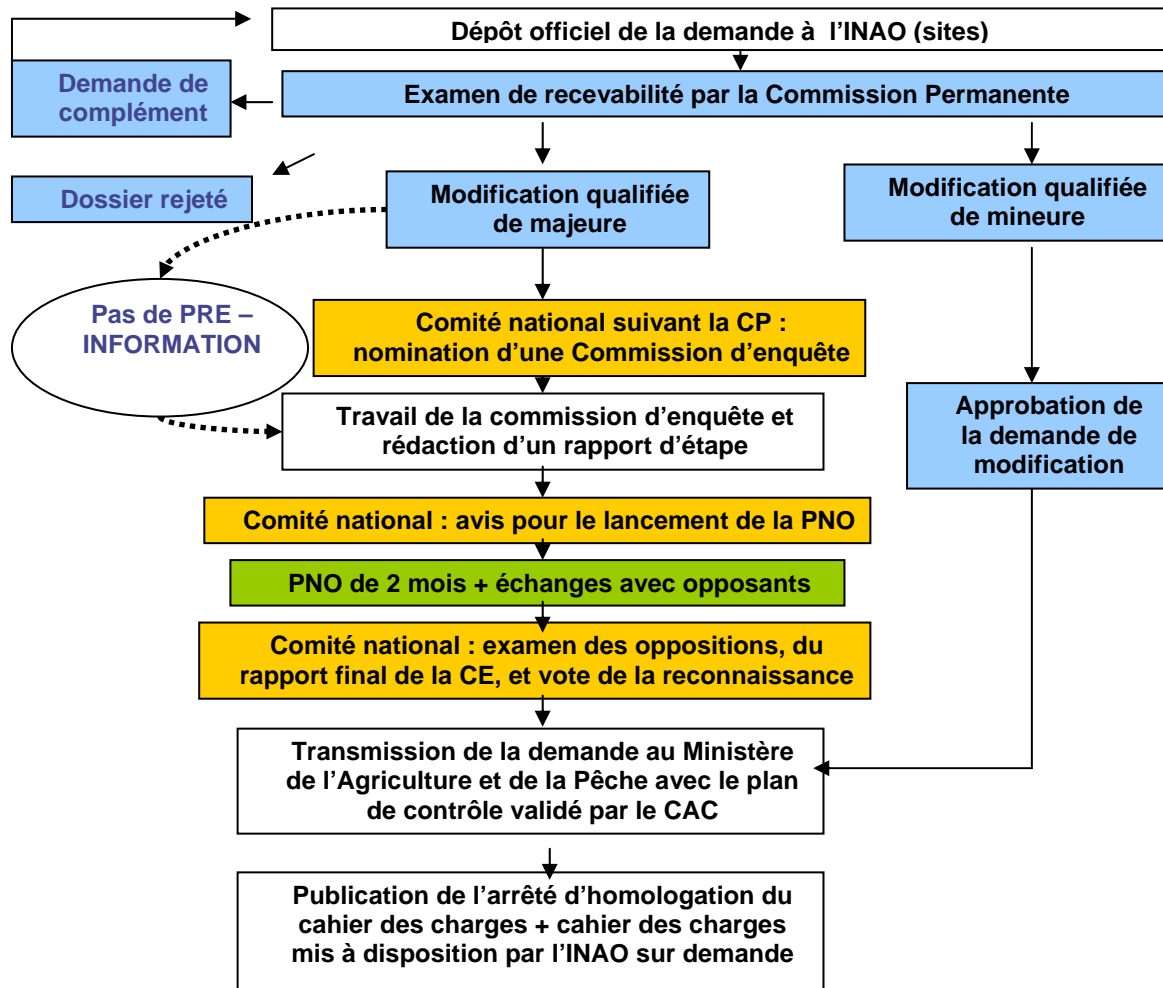 Dépôt officiel de la demande à l’INAO (sites)
Demande de
complément
Examen de recevabilité par la Commission Permanente
Dossier rejeté
Modification qualifiée
de majeure
Modification qualifiée
de mineure
Pas de PRE –
INFORMATION
Comité national suivant la CP :
nomination d’une Commission d’enquête
Travail de la commission d’enquête et
rédaction d’un rapport d’étape
Approbation de
la demande de
modification
Comité national : avis pour le lancement de la PNO
PNO de 2 mois + échanges avec opposants
Comité national : examen des oppositions, du
rapport final de la CE, et vote de la reconnaissance
Transmission de la demande au Ministère
de l’Agriculture et de la Pêche avec le plan
de contrôle validé par le CAC
Publication de l’arrêté d’homologation du
cahier des charges + cahier des charges
mis à disposition par l’INAO sur demande